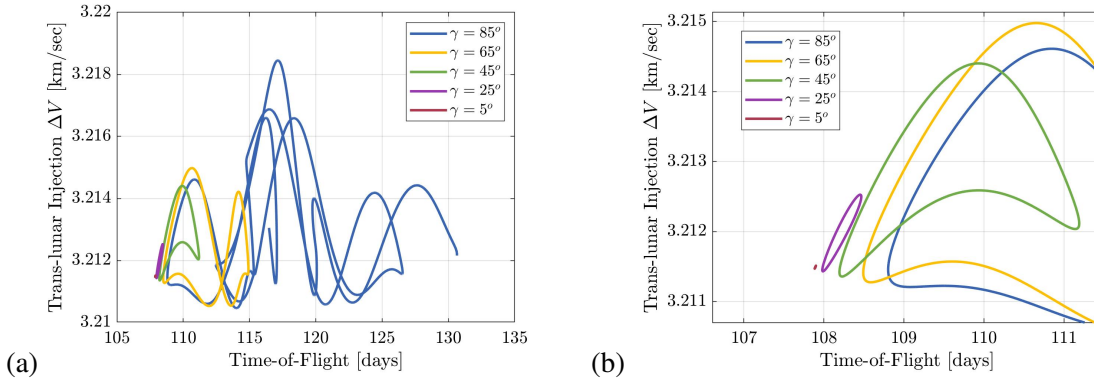 3.22
3.218
3.216
3.214
3.212
3.21
Trans-lunar Injection ΔV [km/sec]
γ = 85°
γ = 65°
γ = 45°
γ = 25°
γ = 5°
105 110 115 120 125 130 135
Time-of-Flight [days]
(a)
3.215
3.214
3.213
3.212
3.211
Trans-lunar Injection ΔV [km/sec]
γ = 85°
γ = 65°
γ = 45°
γ = 25°
γ = 5°
107 108 109 110 111
Time-of-Flight [days]
(b)